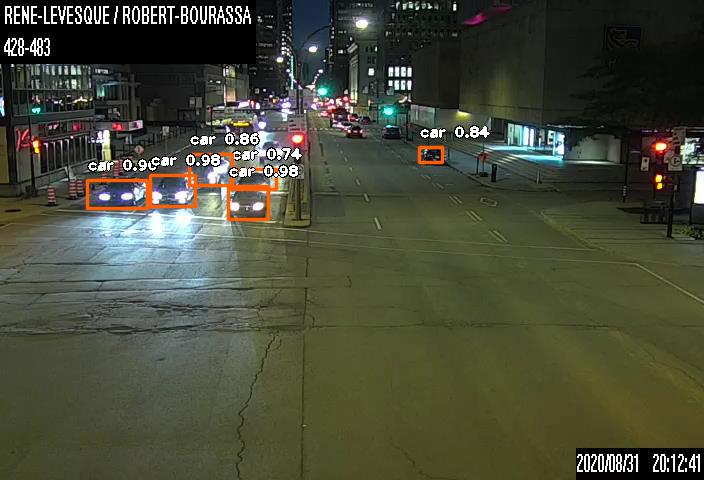 RENE-LEVESQUE / ROBERT-BOURASSA
428-483
car 0.86
car 0.84
car 0.74
car 0.98
car 0.98
2020/08/31 20:12:41